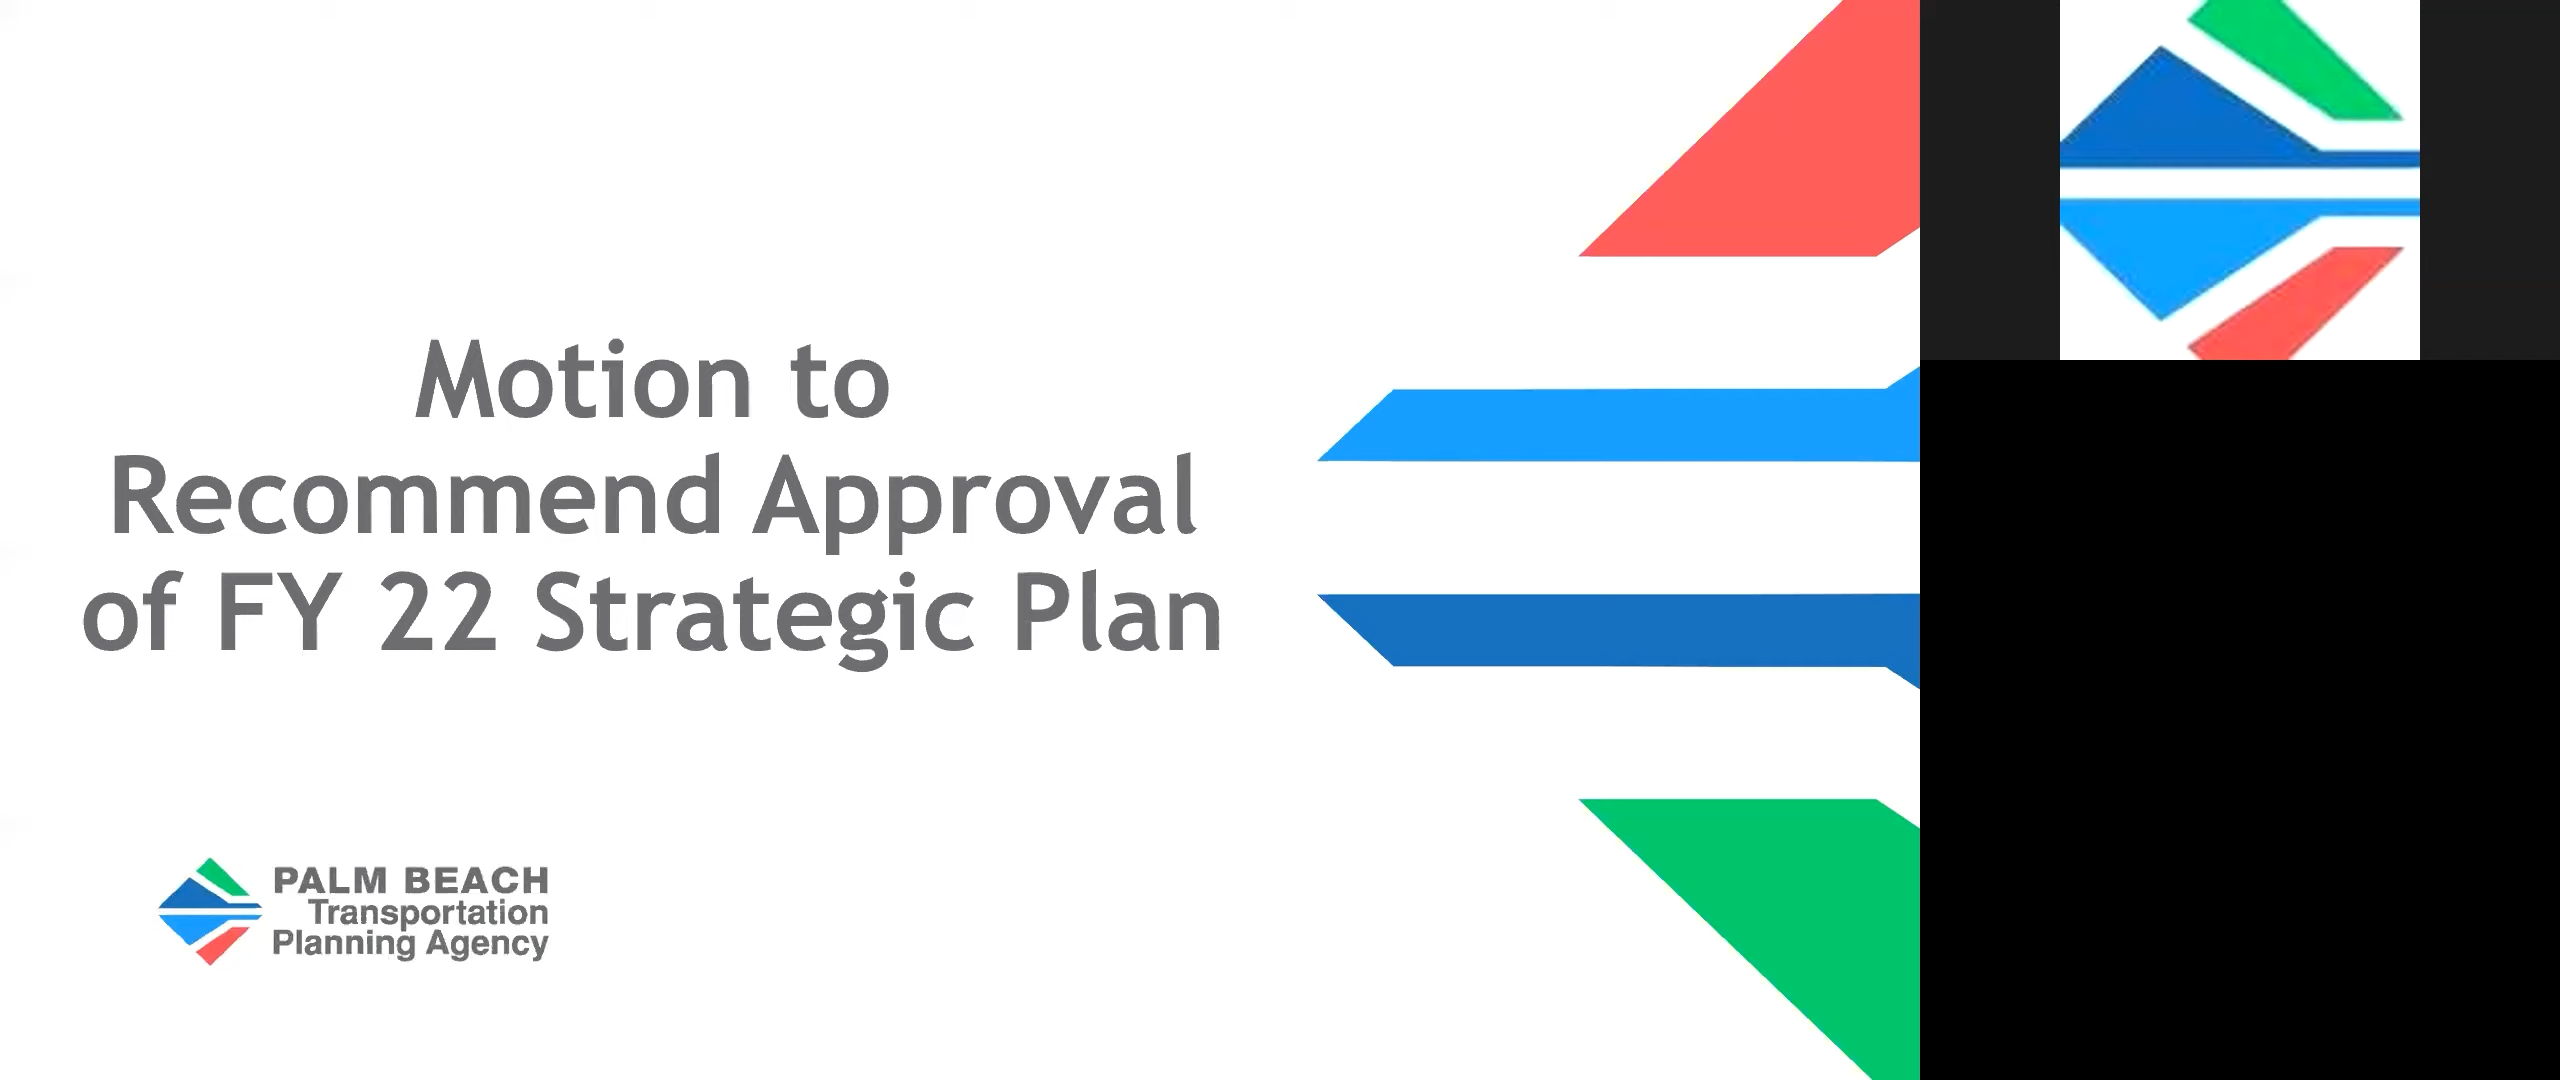 Motion to
Recommend Approval
of FY 22 Strategic Plan
PALM BEACH
Transportation
Planning Agency